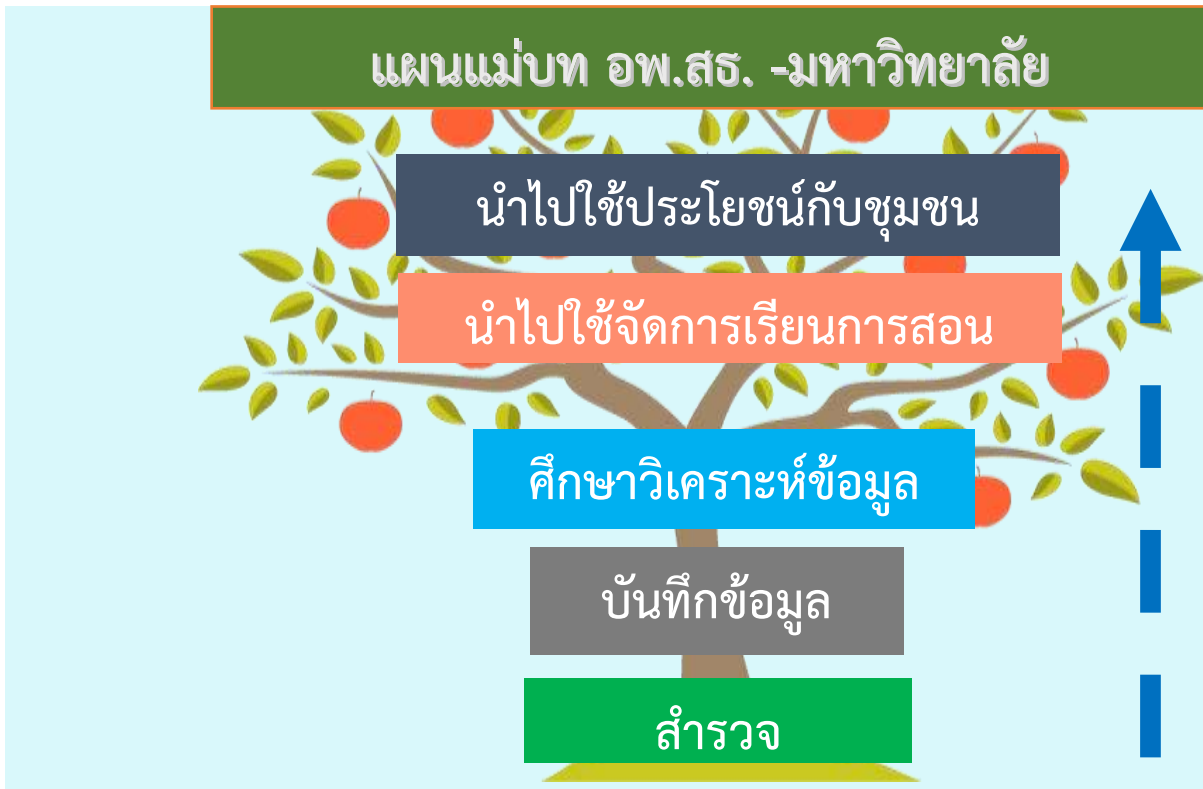 แผนแม่บท อพ.สธ. -มหาวิทยาลัย
นำไปใช้ประโยชน์กับชุมชน
นำไปใช้จัดการเรียนการสอน
ศึกษาวิเคราะห์ข้อมูล
บันทึกข้อมูล
สำรวจ